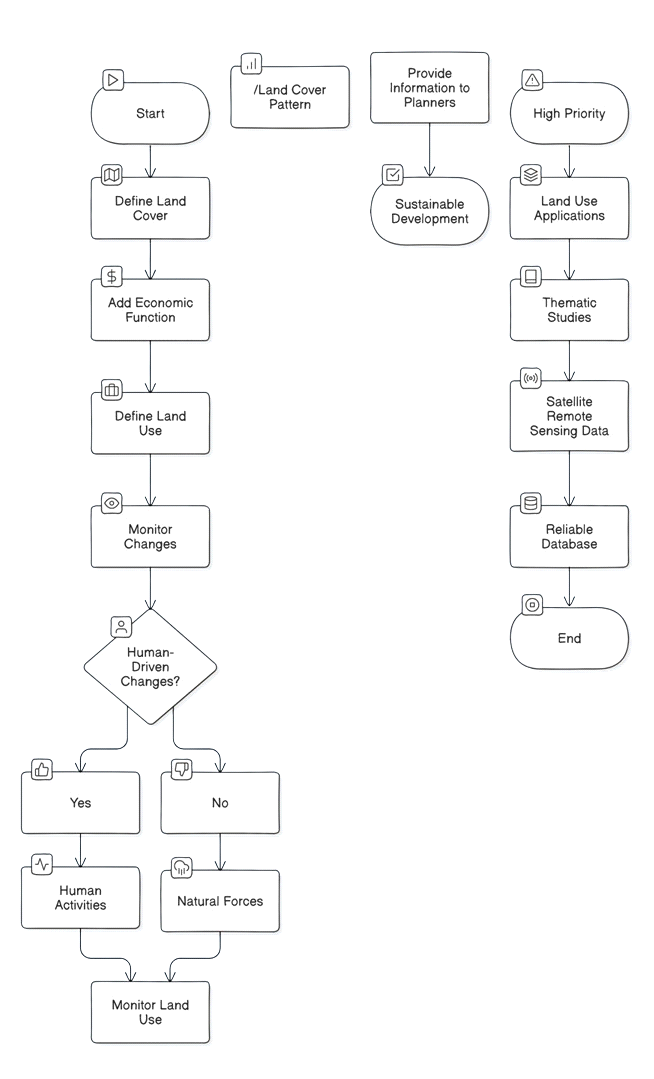 Start
Define Land
Cover
Add Economic
Function
Define Land
Use
Monitor
Changes
Human-
Driven
Changes?
Yes
No
Human
Activities
Natural Forces
Monitor Land
Use
/Land Cover
Pattern
Provide
Information to
Planners
Sustainable
Development
High Priority
Land Use
Applications
Thematic
Studies
Satellite
Remote
Sensing Data
Reliable
Database
End